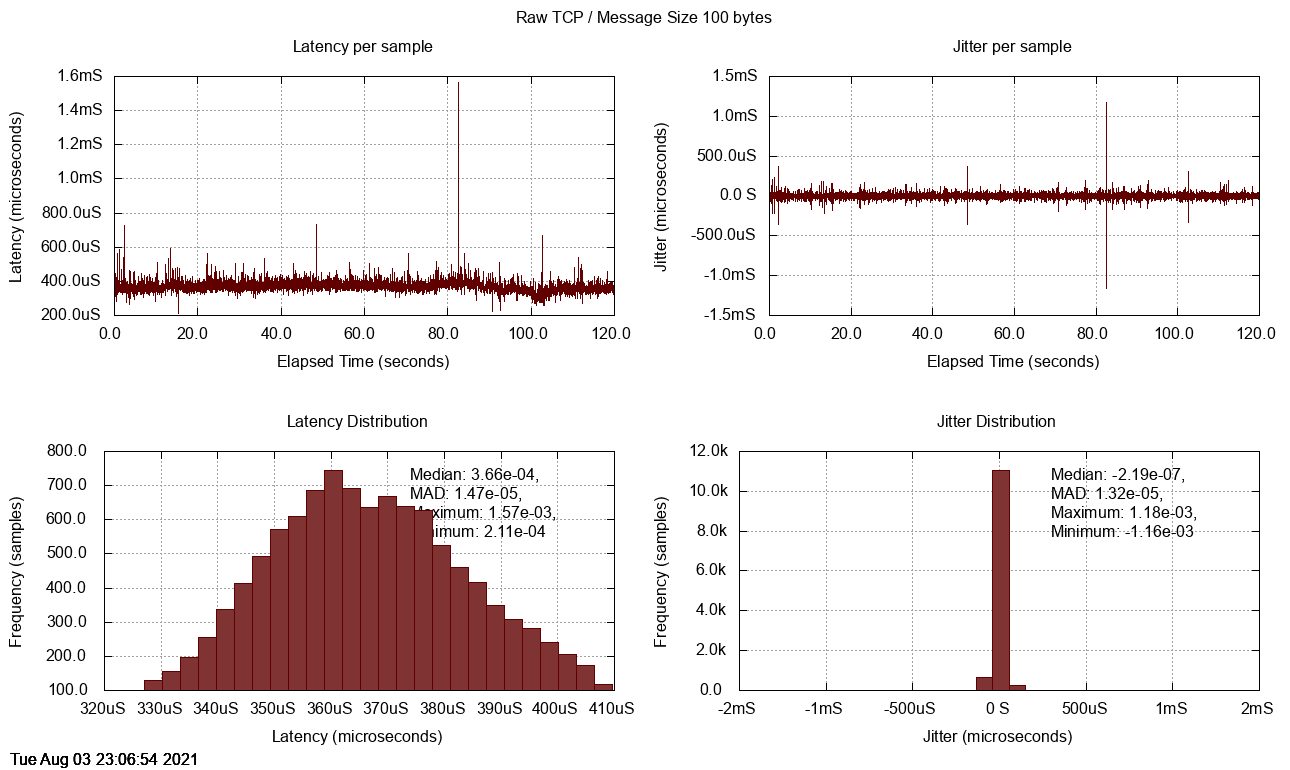 Raw TCP / Message Size 100 bytes
Latency per sample
1.6mS
1.4mS
1.2mS
1.0mS
800.0uS
600.0uS
400.0uS
200.0uS
Latency (microseconds)
0.0 20.0 40.0 60.0 80.0 100.0 120.0
Elapsed Time (seconds)
Jitter per sample
1.5mS
1.0mS
500.0uS
0.0 S
-500.0uS
-1.0mS
-1.5mS
Jitter (microseconds)
0.0 20.0 40.0 60.0 80.0 100.0 120.0
Elapsed Time (seconds)
Latency Distribution
800.0
700.0
600.0
500.0
400.0
300.0
200.0
100.0
Frequency (samples)
Median: 3.66e-04,
MAD: 1.47e-05,
Maximum: 1.57e-03,
Minimum: 2.11e-04
320uS 330uS 340uS 350uS 360uS 370uS 380uS 390uS 400uS 410uS
Latency (microseconds)
Jitter Distribution
12.0k
10.0k
8.0k
6.0k
4.0k
2.0k
0.0
Frequency (samples)
Median: -2.19e-07,
MAD: 1.32e-05,
Maximum: 1.18e-03,
Minimum: -1.16e-03
-2mS -1mS -500uS 0 S 500uS 1mS 2mS
Jitter (microseconds)
Tue Aug 03 23:06:54 2021